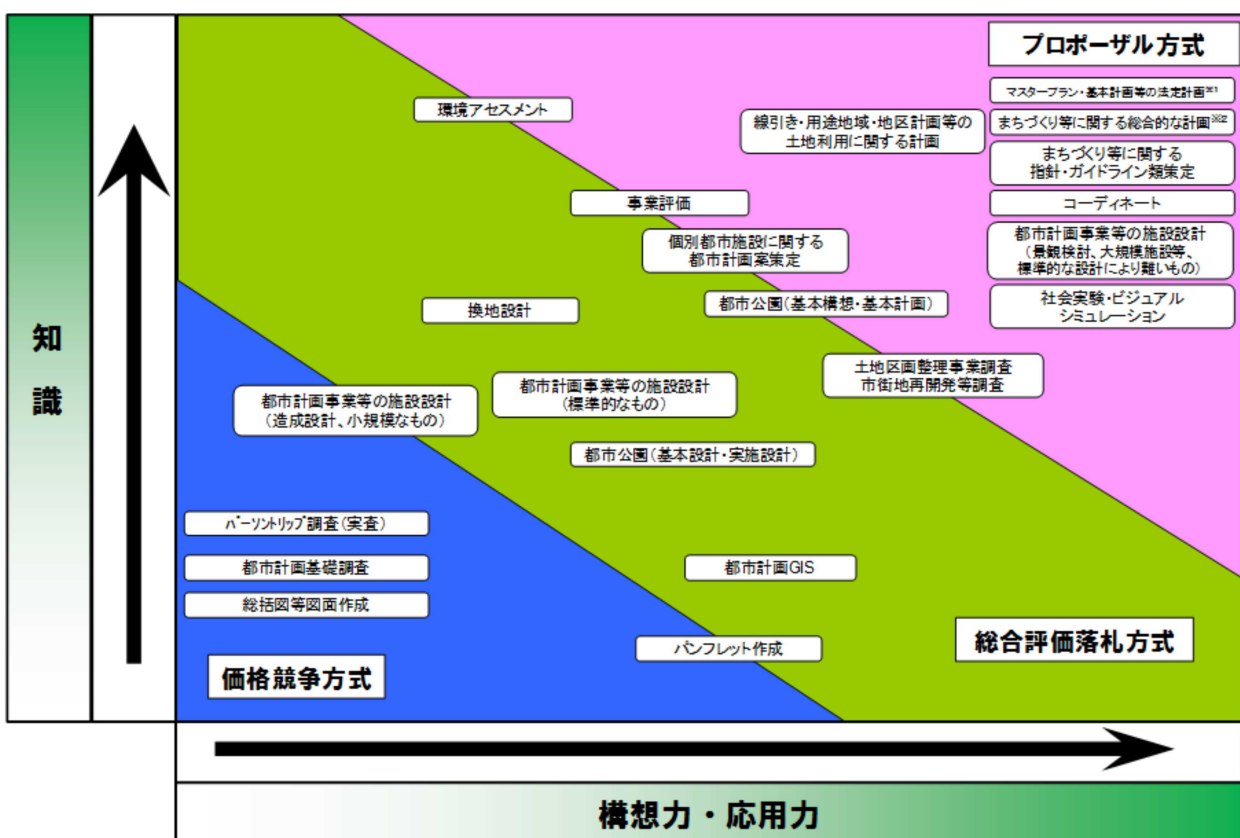 プロポーザル方式
マスタープラン・基本計画等の法定計画※1
環境アセスメント
線引き・用途地域・地区計画等の
土地利用に関する計画
まちづくり等に関する総合的な計画※2
まちづくり等に関する
指針・ガイドライン類策定
事業評価
コーディネート
個別都市施設に関する
都市計画案策定
都市計画事業等の施設設計
(景観検討、大規模施設等、
標準的な設計により難いもの)
換地設計
都市公園(基本構想・基本計画)
社会実験・ビジュアル
シミュレーション
知
識
土地区画整理事業調査
市街地再開発等調査
都市計画事業等の施設設計
(造成設計、小規模なもの)
都市計画事業等の施設設計
(標準的なもの)
都市公園(基本設計・実施設計)
パーソントリップ調査(実査)
都市計画基礎調査
都市計画GIS
総括図等図面作成
パンフレット作成
総合評価落札方式
価格競争方式
構想力・応用力